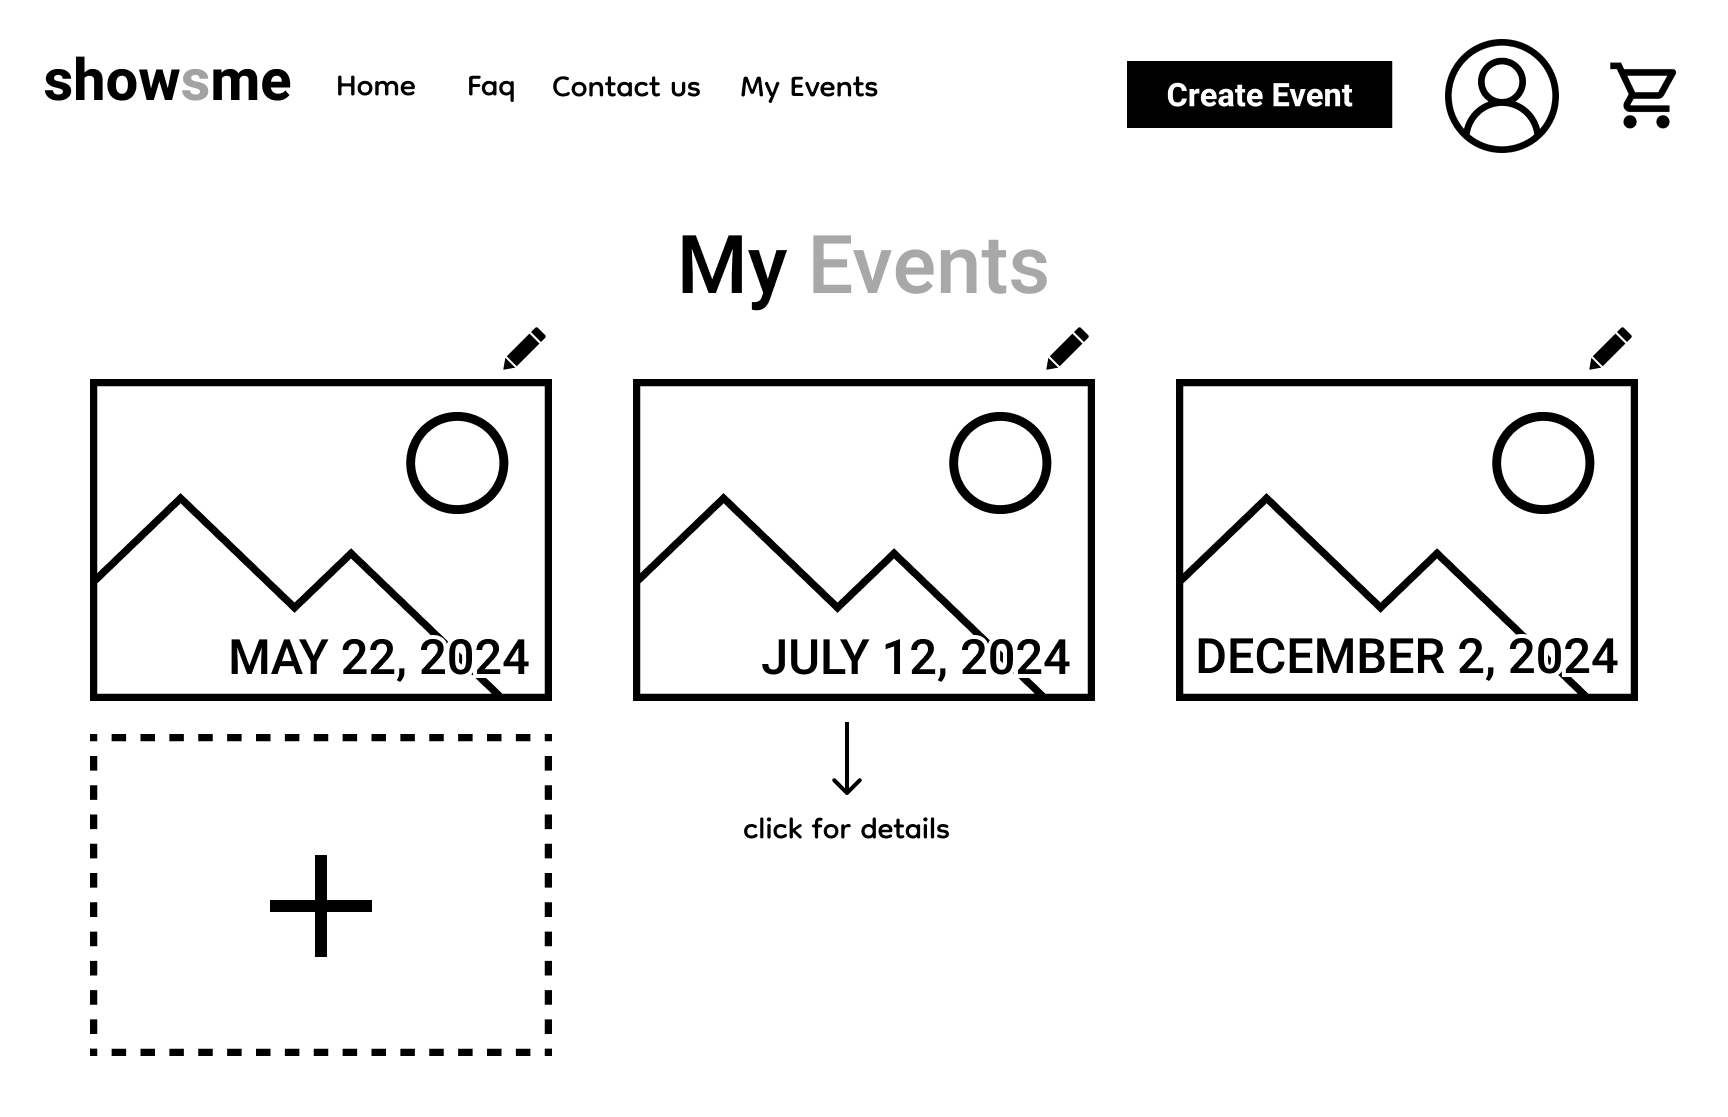 showsme Home Faq Contact us My Events Create Event
My Events
MAY 22, 2024 JULY 12, 2024 DECEMBER 2, 2024
click for details